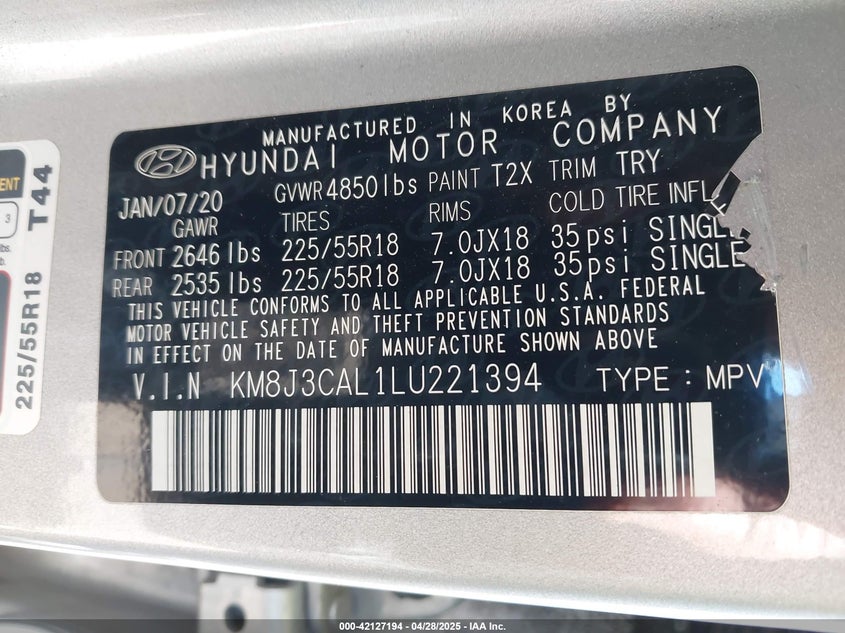 MANUFACTURED IN KOREA BY
HYUNDAI MOTOR COMPANY
JAN/07/20 GVWR 4850 lbs PAINT T2X TRIM TRY
GAWR TIRES RIMS COLD TIRE INFL
FRONT 2646 lbs 225/55R18 7.0JX18 35psi SINGLE
REAR 2535 lbs 225/55R18 7.0JX18 35psi SINGLE
THIS VEHICLE CONFORMS TO ALL APPLICABLE U.S.A. FEDERAL
MOTOR VEHICLE SAFETY AND THEFT PREVENTION STANDARDS
IN EFFECT ON THE DATE OF MANUFACTURE SHOWN ABOVE
V.I.N KM8J3CAL1LU221394 TYPE : MPV
225/55R18 T44
ENT
3
lbs.
b.
000-42127194 - 04/28/2025 - IAA Inc.